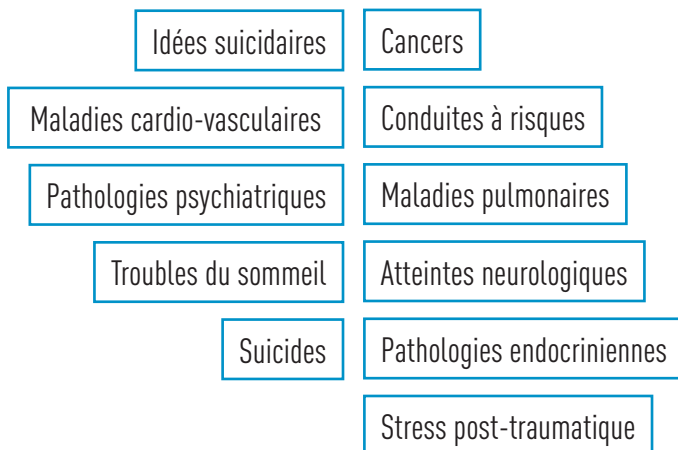 Idées suicidaires
Cancers
Maladies cardio-vasculaires
Conduites à risques
Pathologies psychiatriques
Maladies pulmonaires
Troubles du sommeil
Atteintes neurologiques
Suicides
Pathologies endocriniennes
Stress post-traumatique